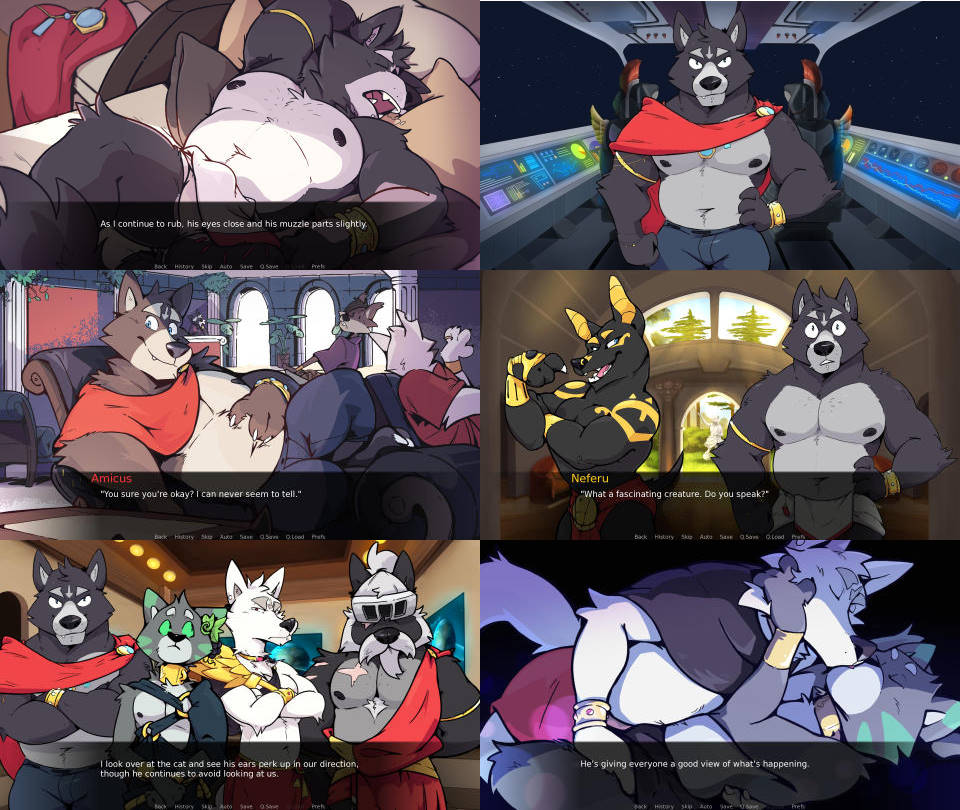 As I continue to rub, his eyes close and his muzzle parts slightly.
Back History Skip Auto Save Q.Save Prefs
Amicus
"You sure you're okay? I can never seem to tell."
Back History Skip Auto Save Q.Save Q.Load Prefs
Neferu
"What a fascinating creature. Do you speak?"
Back History Skip Auto Save Q.Save Q.Load Prefs
I look over at the cat and see his ears perk up in our direction,
though he continues to avoid looking at us.
Back History Skip Auto Save Q.Save Q.Load Prefs
He's giving everyone a good view of what's happening.
Back History Skip Auto Save Q.Save Prefs